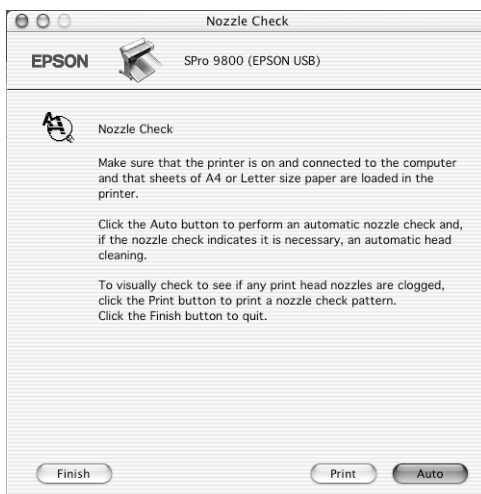 Nozzle Check
EPSON
SPro 9800 (EPSON USB)
Nozzle Check
Make sure that the printer is on and connected to the computer
and that sheets of A4 or Letter size paper are loaded in the
printer.
Click the Auto button to perform an automatic nozzle check and,
if the nozzle check indicates it is necessary, an automatic head
cleaning.
To visually check to see if any print head nozzles are clogged,
click the Print button to print a nozzle check pattern.
Click the Finish button to quit.
Finish
Print
Auto